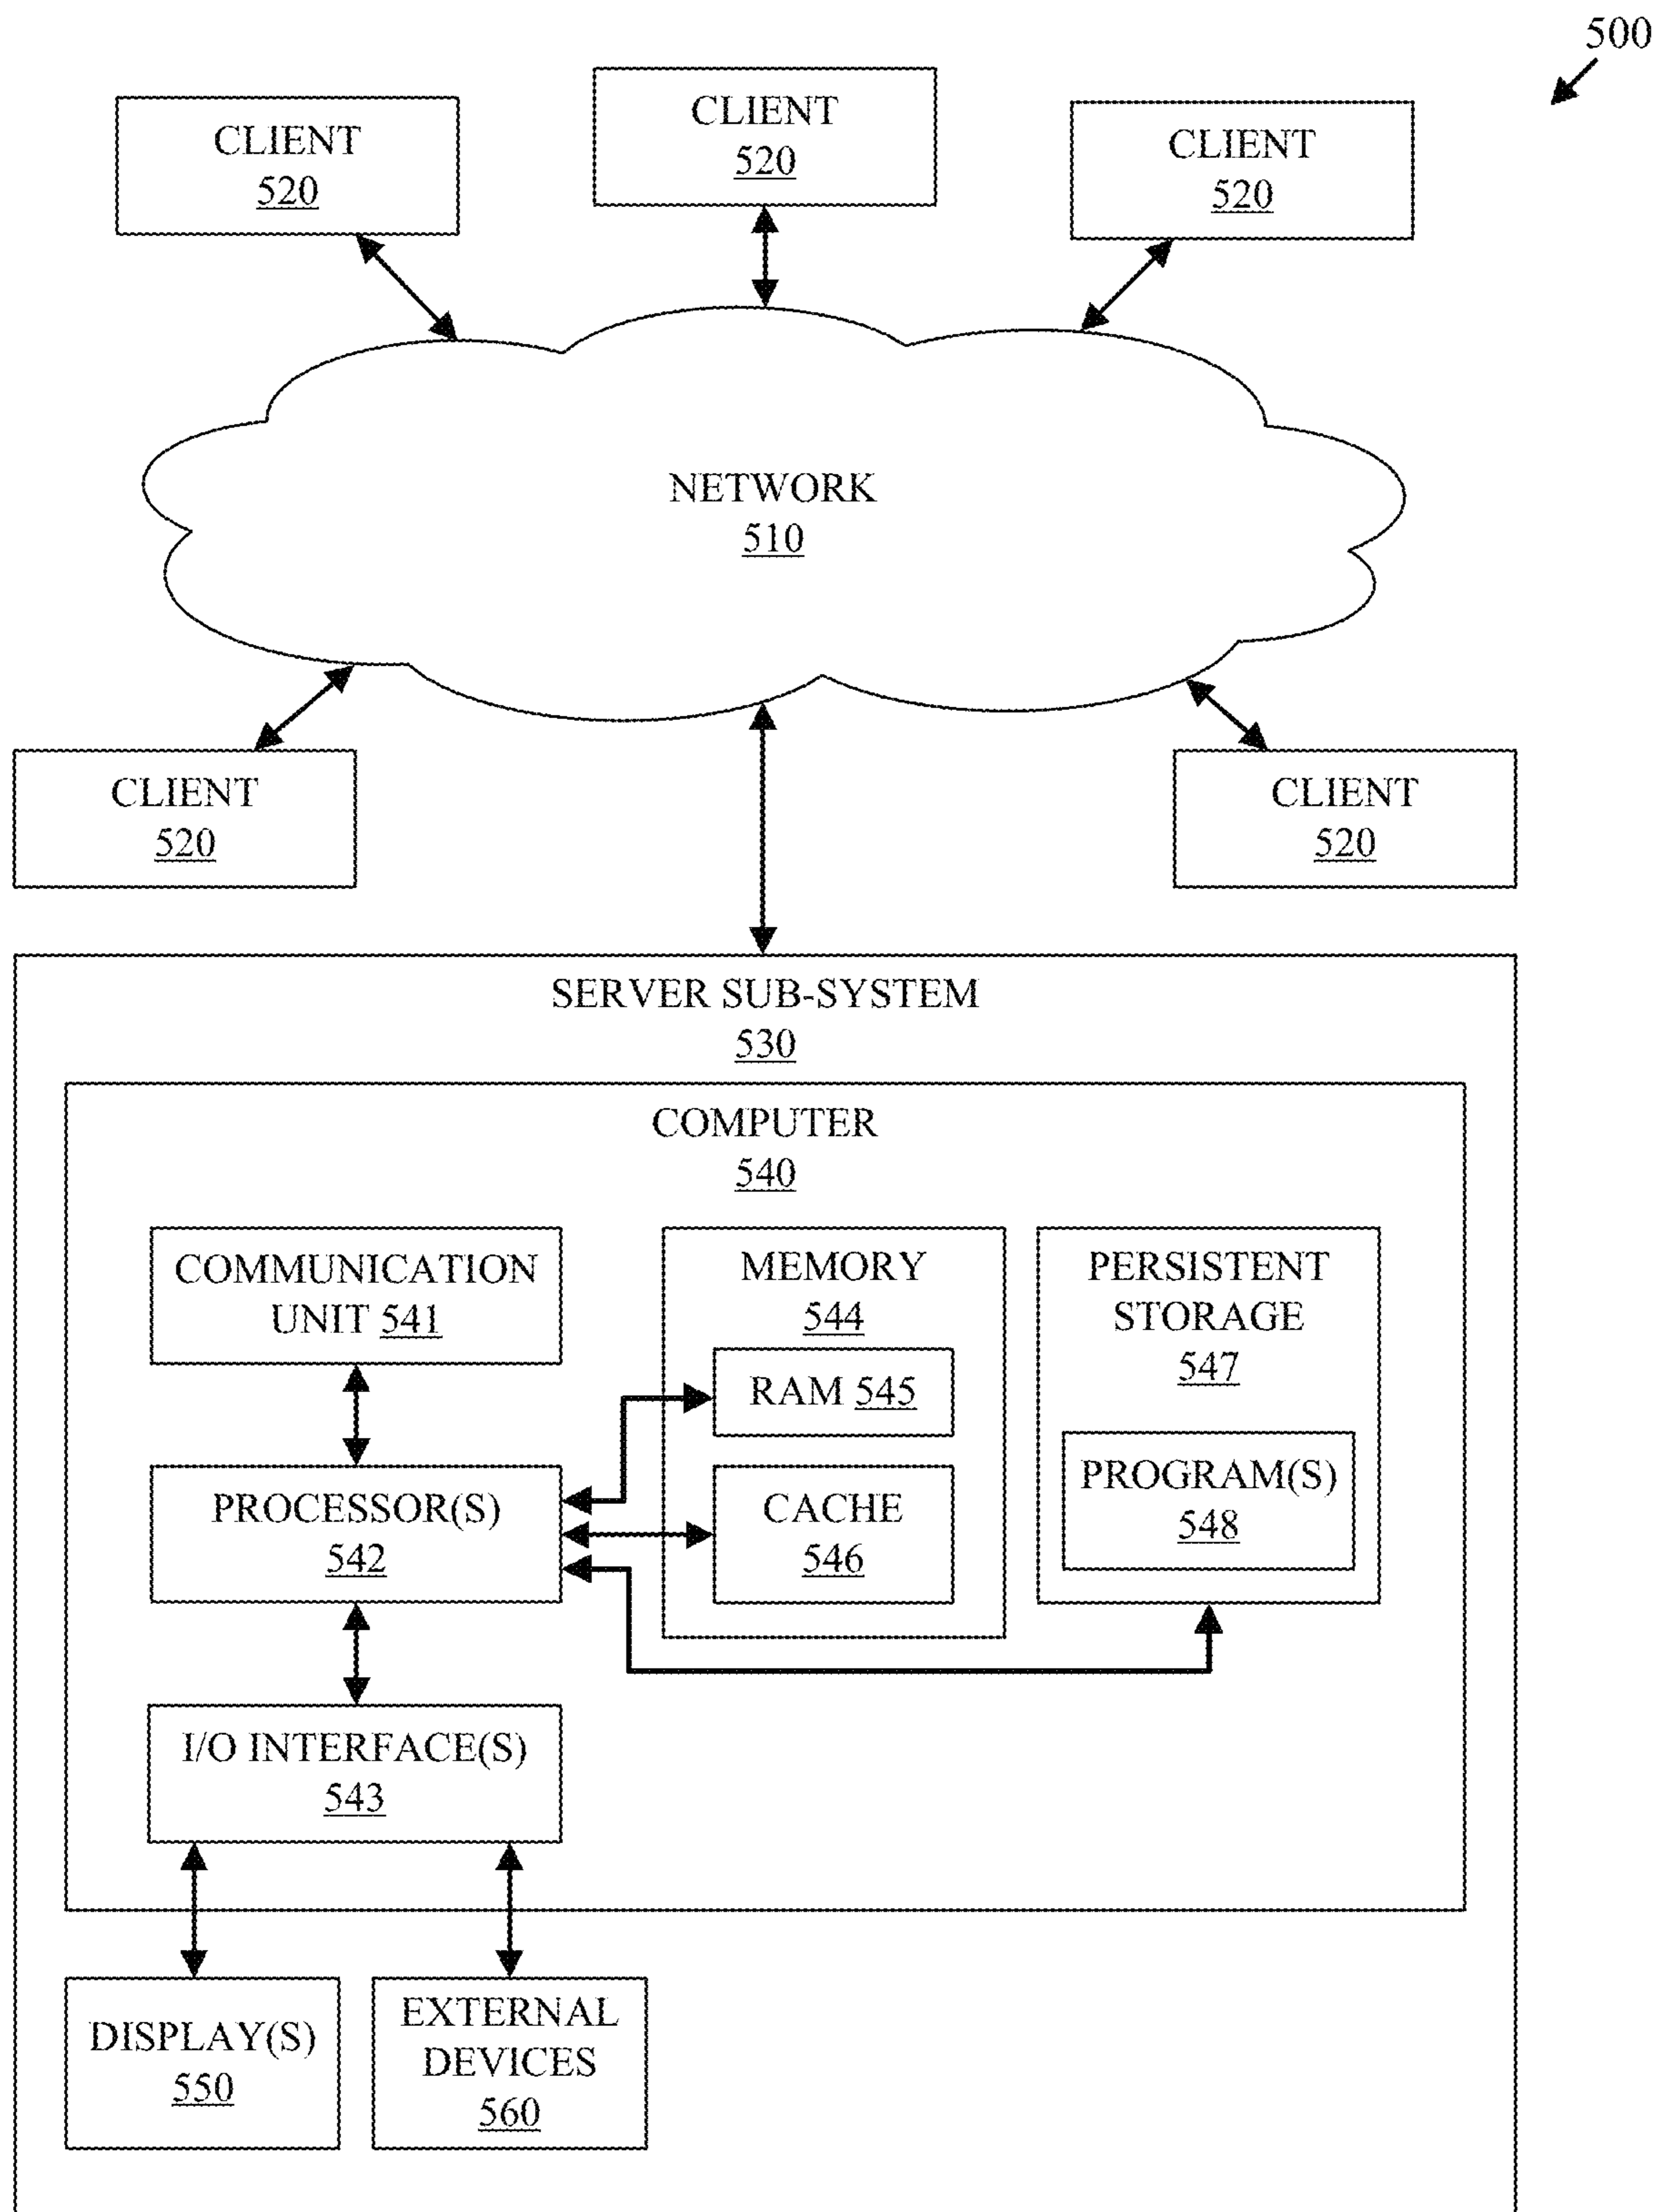 500
CLIENT
520
CLIENT
520
CLIENT
520
NETWORK
510
CLIENT
520
CLIENT
520
SERVER SUB-SYSTEM
530
COMPUTER
540
COMMUNICATION
UNIT 541
MEMORY
544
PERSISTENT
STORAGE
547
RAM 545
PROCESSOR(S)
542
CACHE
546
PROGRAM(S)
548
I/O INTERFACE(S)
543
DISPLAY(S)
550
EXTERNAL
DEVICES
560